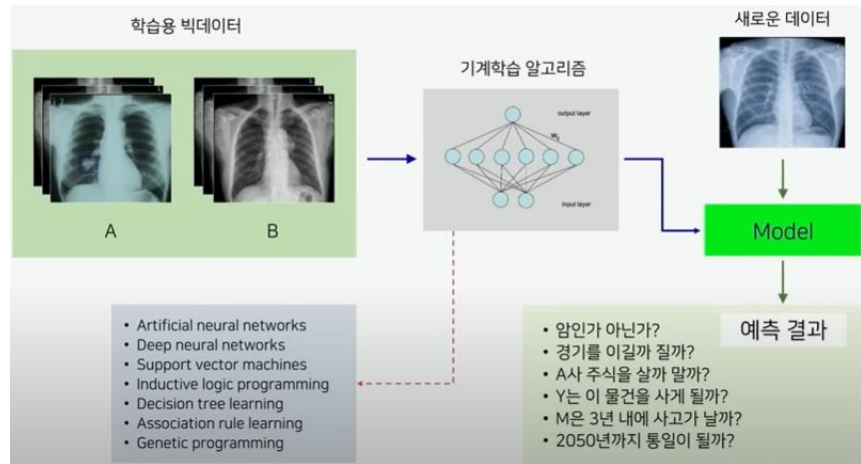 학습용 빅데이터
기계학습 알고리즘
새로운 데이터
A
B
output layer
input layer
Model
예측 결과
• Artificial neural networks
• Deep neural networks
• Support vector machines
• Inductive logic programming
• Decision tree learning
• Association rule learning
• Genetic programming
• 암인가 아닌가?
• 경기를 이길까 질까?
• A사 주식을 살까 말까?
• Y는 이 물건을 사게 될까?
• M은 3년 내에 사고가 날까?
• 2050년까지 통일이 될까?